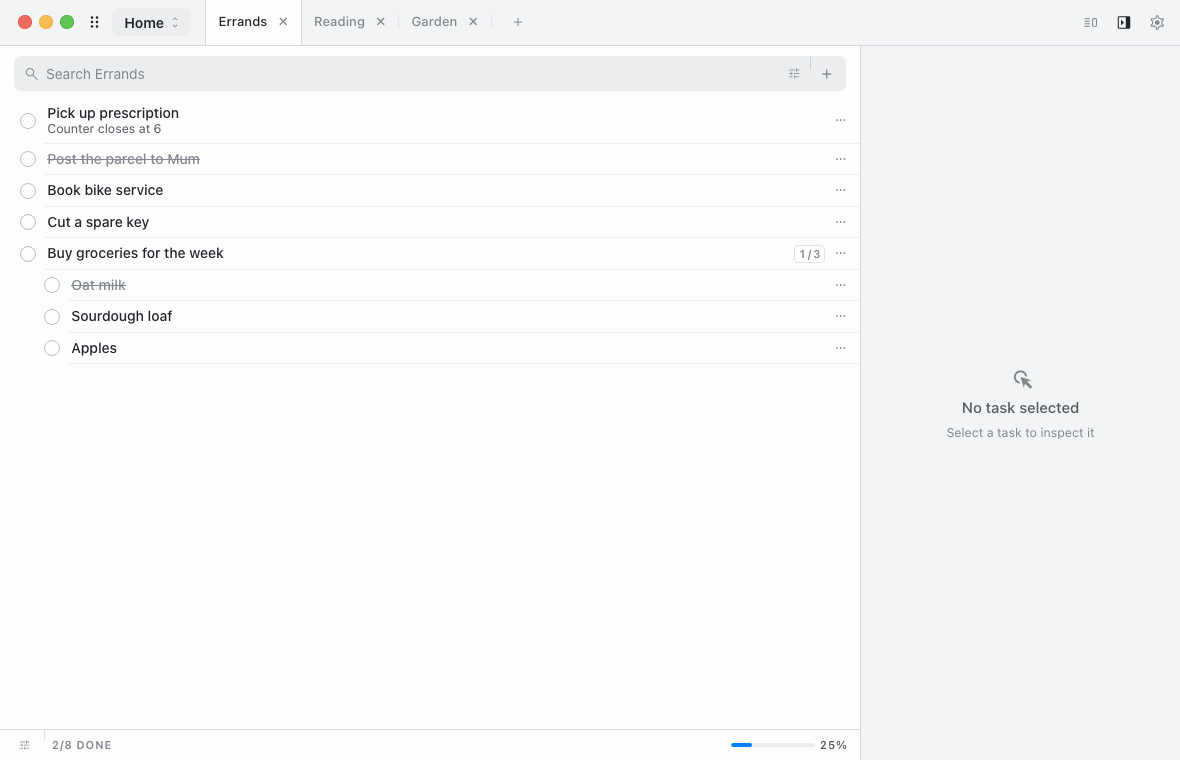 Home
Errands
Reading
Garden
Search Errands
Pick up prescription
Counter closes at 6
Post the parcel to Mum
Book bike service
Cut a spare key
Buy groceries for the week
1 / 3
Oat milk
Sourdough loaf
Apples
No task selected
Select a task to inspect it
2/8 DONE
25%